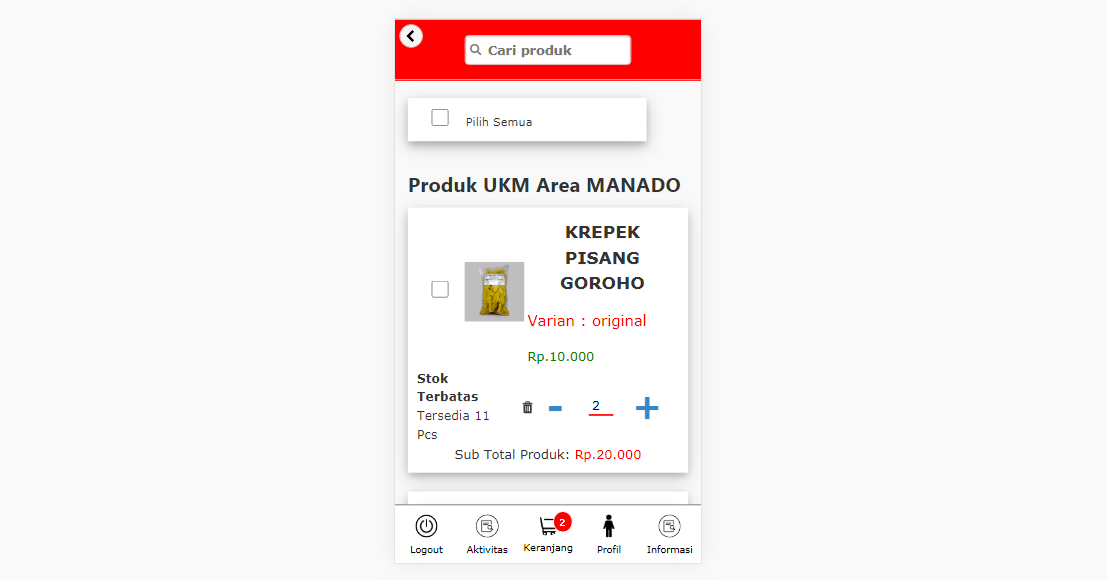 Cari produk
Pilih Semua
Produk UKM Area MANADO
KREPEK
PISANG
GOROHO
Varian : original
Rp.10.000
Stok
Terbatas
Tersedia 11
Pcs
- 2 +
Sub Total Produk: Rp.20.000
2
Logout Aktivitas Keranjang Profil Informasi